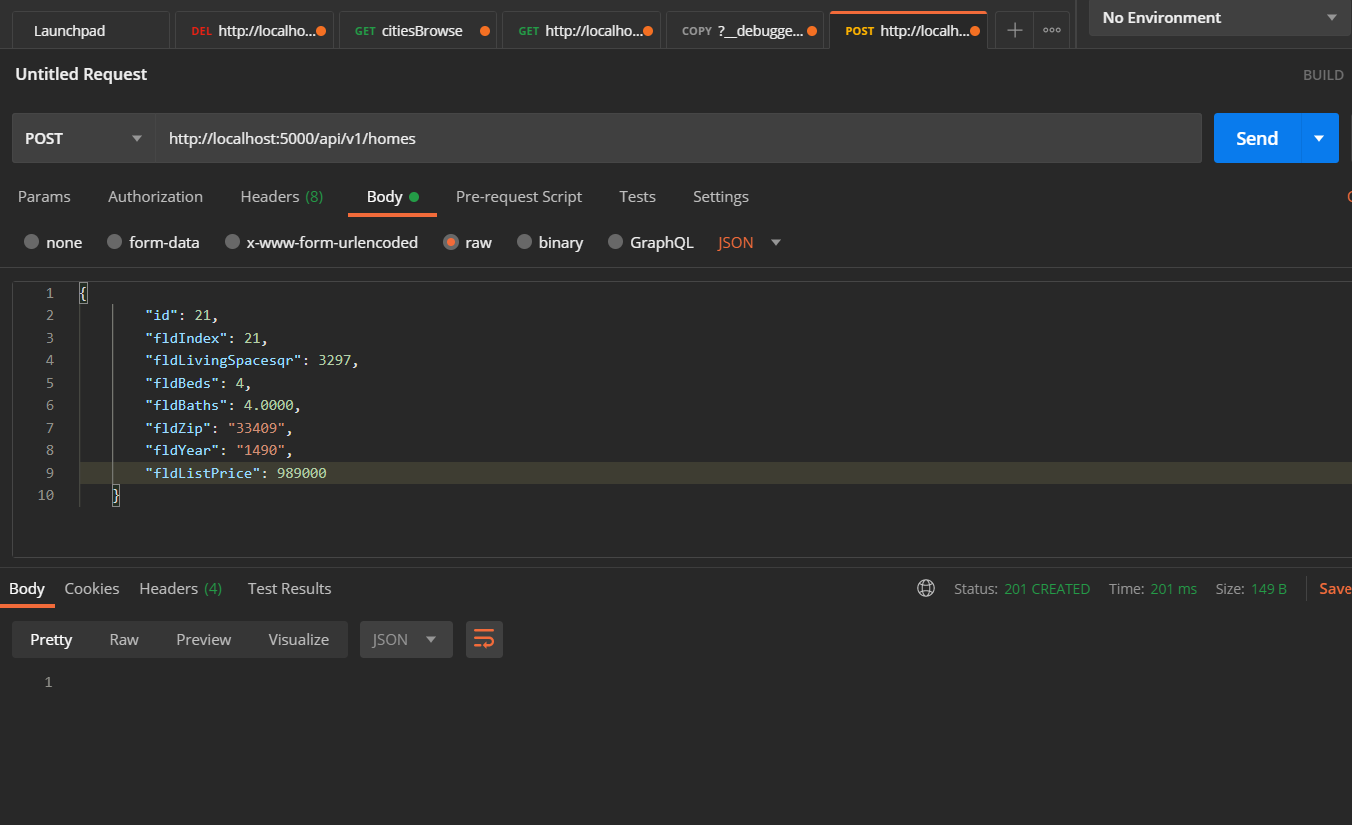 Launchpad DEL http://localho... GET citiesBrowse GET http://localho... COPY ?__debugge... POST http://localh... No Environment
Untitled Request BUILD
POST http://localhost:5000/api/v1/homes Send
Params Authorization Headers (8) Body Pre-request Script Tests Settings
none form-data x-www-form-urlencoded raw binary GraphQL JSON
1 {
2 "id": 21,
3 "fldIndex": 21,
4 "fldLivingSpacesqr": 3297,
5 "fldBeds": 4,
6 "fldBaths": 4.0000,
7 "fldZip": "33409",
8 "fldYear": "1490",
9 "fldListPrice": 989000
10 }
Body Cookies Headers (4) Test Results Status: 201 CREATED Time: 201 ms Size: 149 B Save
Pretty Raw Preview Visualize JSON
1